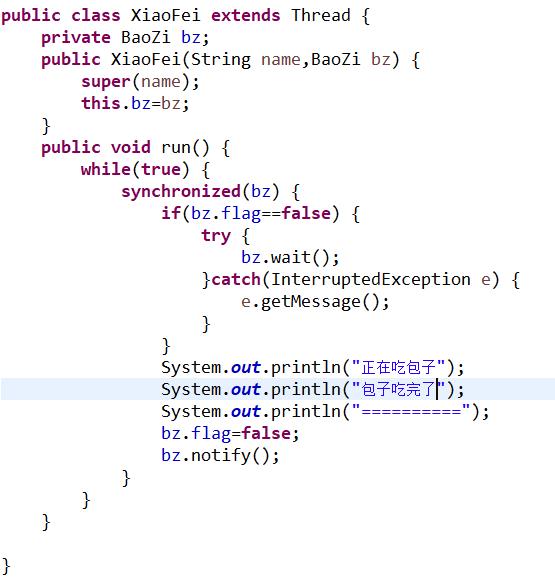 public class XiaoFei extends Thread {
    private BaoZi bz;
    public XiaoFei(String name,BaoZi bz) {
        super(name);
        this.bz=bz;
    }
    public void run() {
        while(true) {
            synchronized(bz) {
                if(bz.flag==false) {
                    try {
                        bz.wait();
                    }catch(InterruptedException e) {
                        e.getMessage();
                    }
                }
                System.out.println("正在吃包子");
                System.out.println("包子吃完了");
                System.out.println("==========");
                bz.flag=false;
                bz.notify();
            }
        }
    }

}